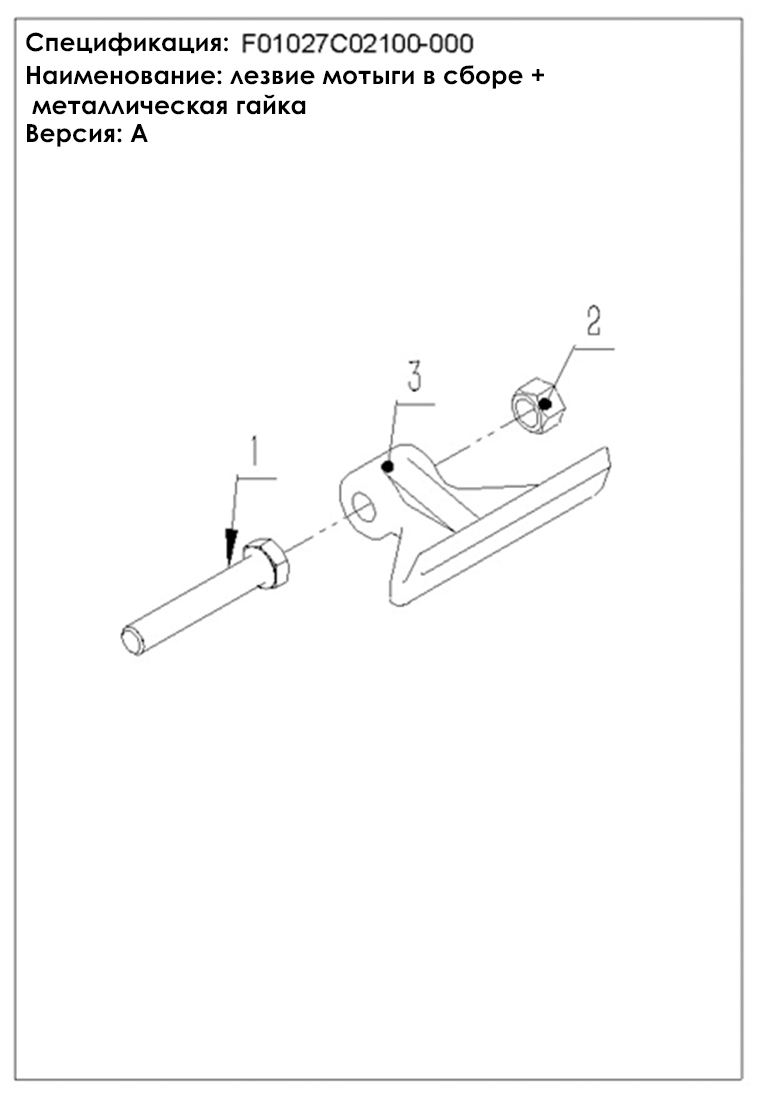 Спецификация: F01027C02100-000
Наименование: лезвие мотыги в сборе +
металлическая гайка
Версия: А
2
3
1